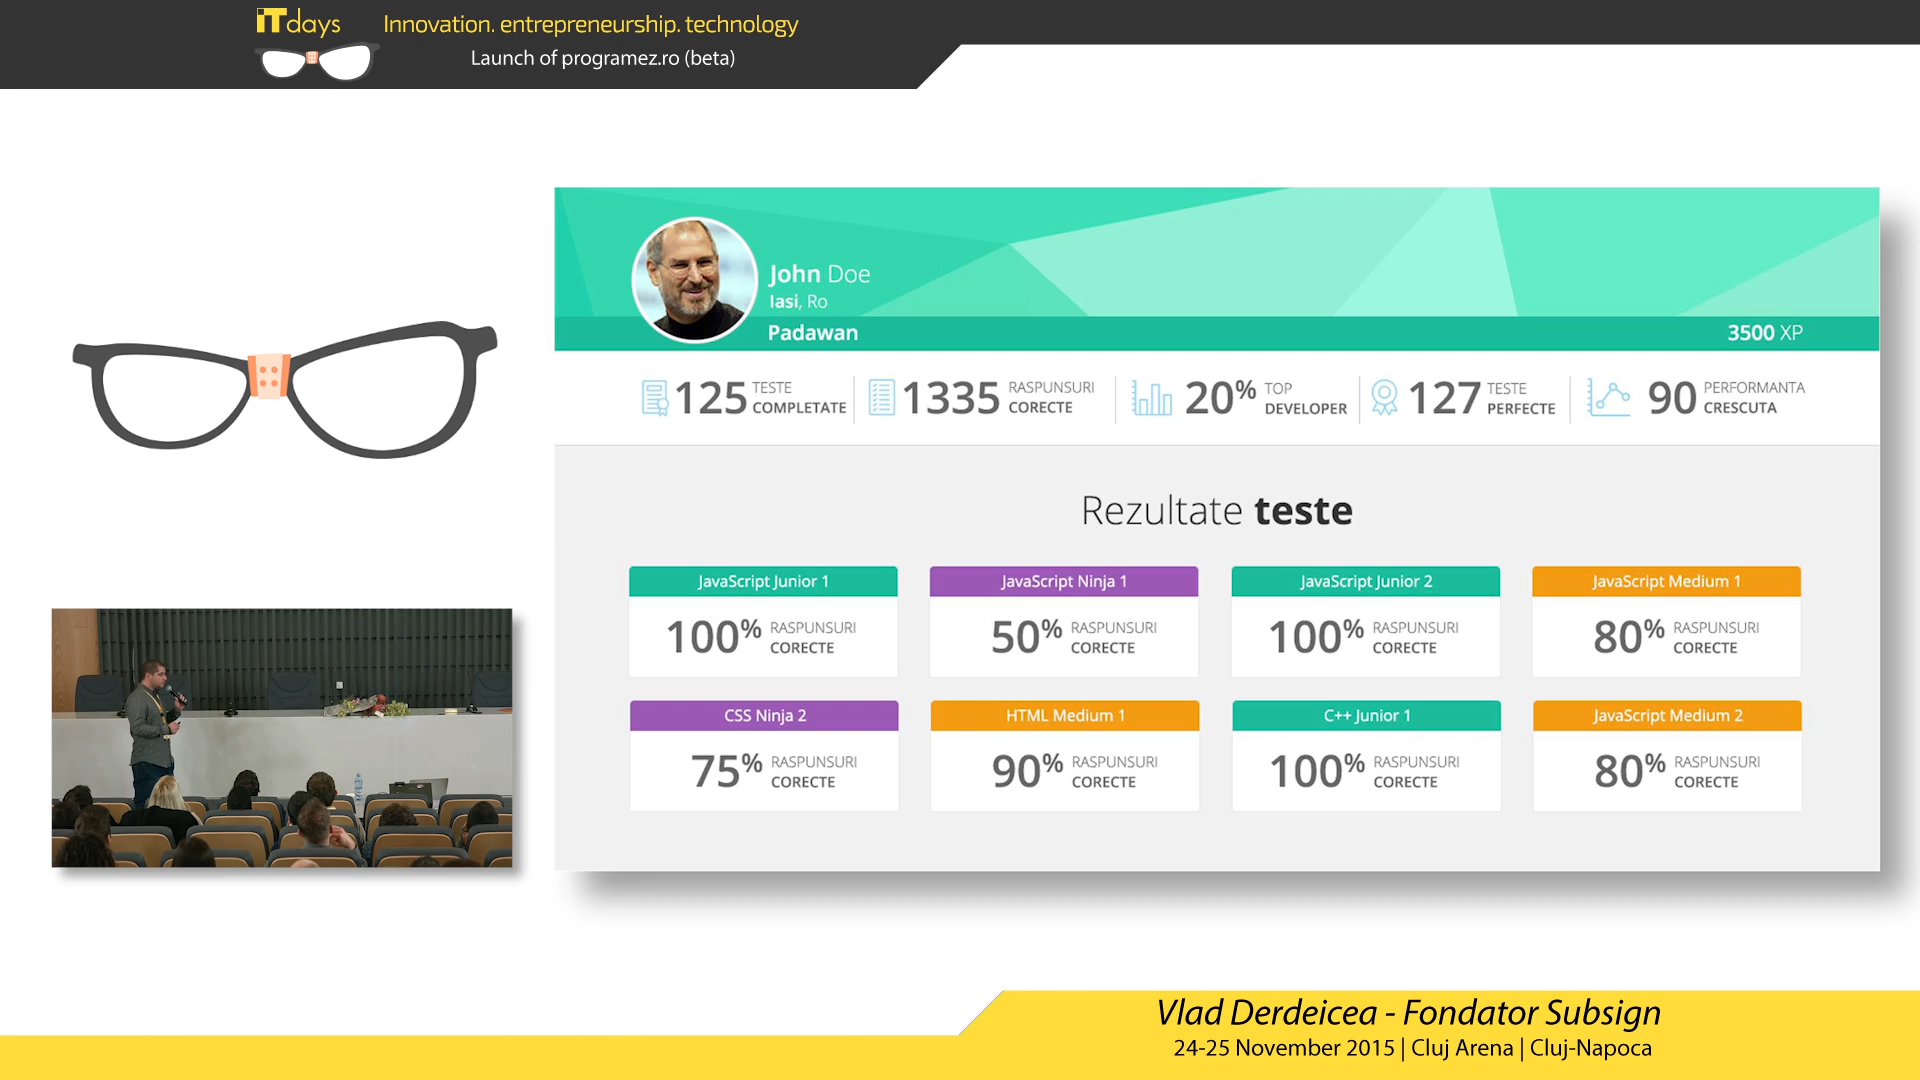 iTdays
Innovation. entrepreneurship. technology
Launch of programez.ro (beta)
John Doe
Iasi, Ro
Padawan
3500 XP
125 TESTE COMPLETATE
1335 RASPUNSURI CORECTE
20% TOP DEVELOPER
127 TESTE PERFECTE
90 PERFORMANTA CRESCUTA
Rezultate teste
JavaScript Junior 1
100% RASPUNSURI CORECTE
JavaScript Ninja 1
50% RASPUNSURI CORECTE
JavaScript Junior 2
100% RASPUNSURI CORECTE
JavaScript Medium 1
80% RASPUNSURI CORECTE
CSS Ninja 2
75% RASPUNSURI CORECTE
HTML Medium 1
90% RASPUNSURI CORECTE
C++ Junior 1
100% RASPUNSURI CORECTE
JavaScript Medium 2
80% RASPUNSURI CORECTE
Vlad Derdeicea - Fondator Subsign
24-25 November 2015 | Cluj Arena | Cluj-Napoca